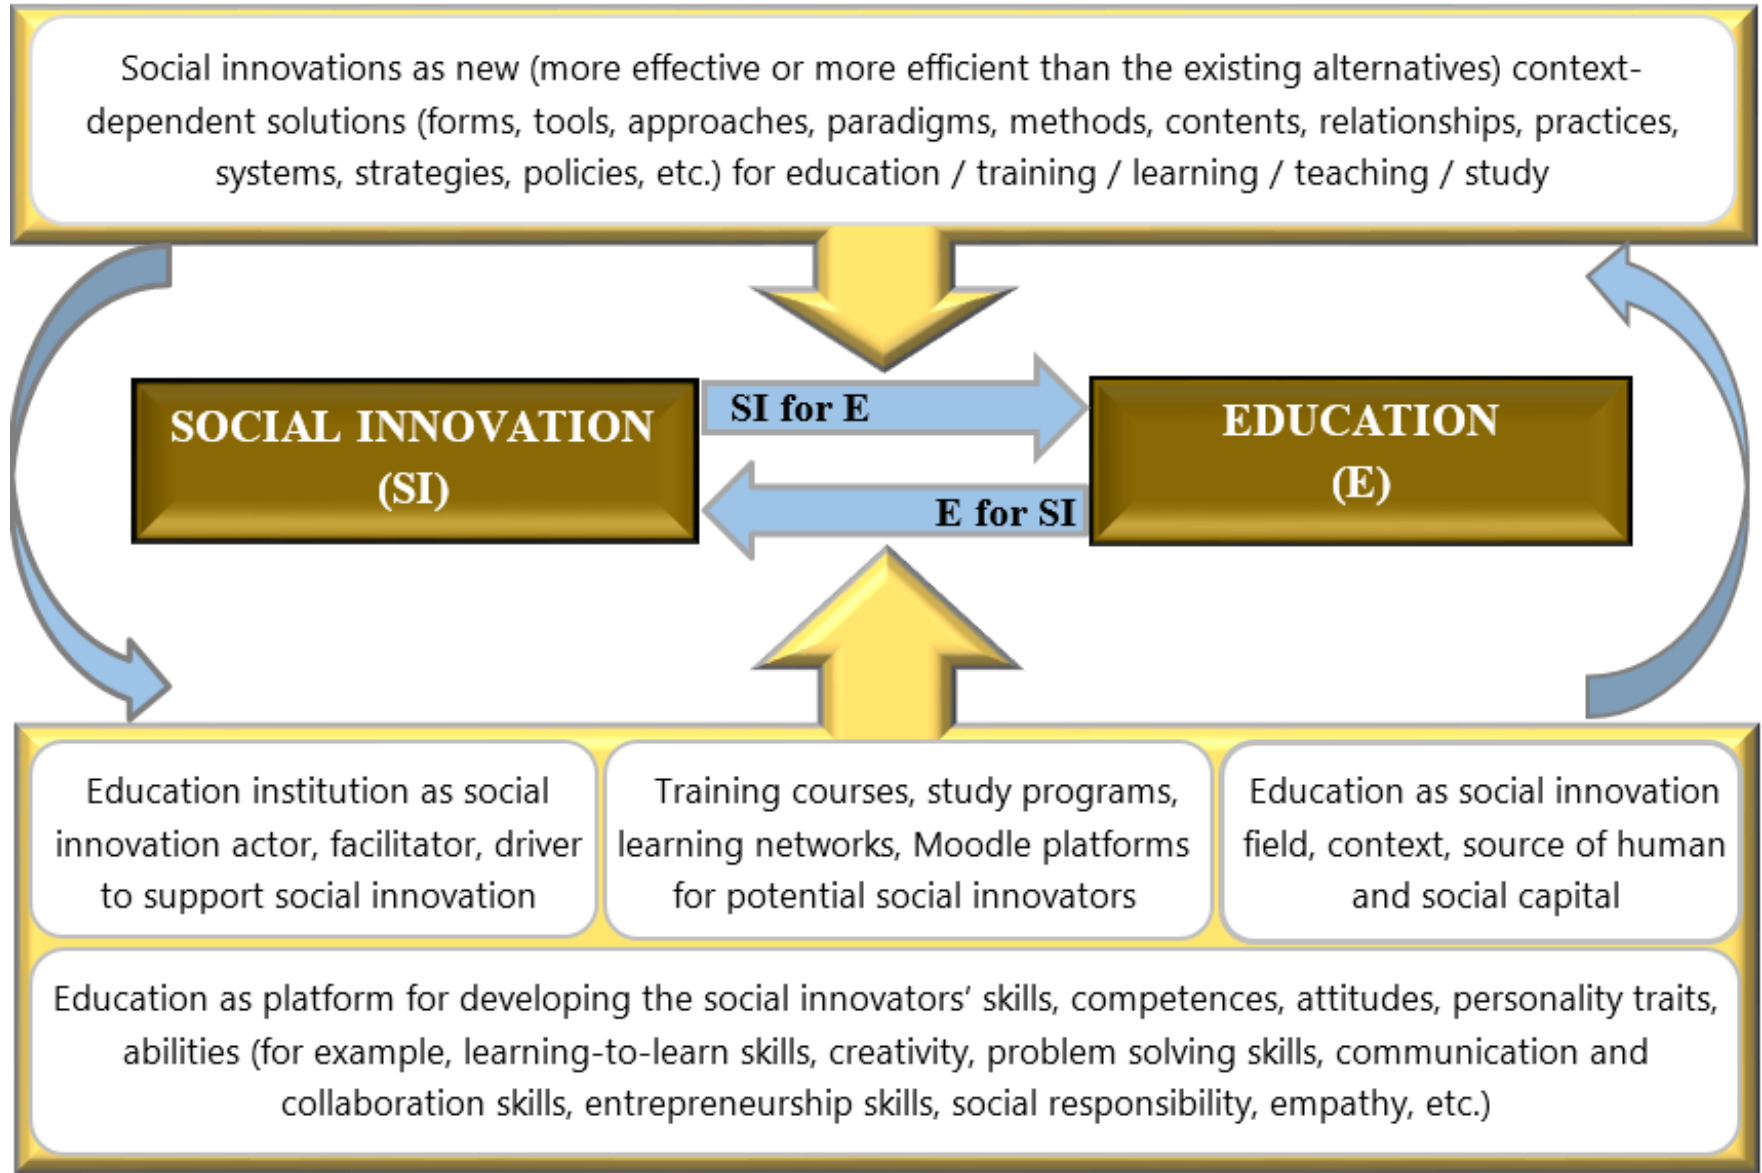 Social innovations as new (more effective or more efficient than the existing alternatives) context-
dependent solutions (forms, tools, approaches, paradigms, methods, contents, relationships, practices,
systems, strategies, policies, etc.) for education / training / learning / teaching / study
SOCIAL INNOVATION
(SI)
SI for E
E for SI
EDUCATION
(E)
Education institution as social
innovation actor, facilitator, driver
to support social innovation
Training courses, study programs,
learning networks, Moodle platforms
for potential social innovators
Education as social innovation
field, context, source of human
and social capital
Education as platform for developing the social innovators’ skills, competences, attitudes, personality traits,
abilities (for example, learning-to-learn skills, creativity, problem solving skills, communication and
collaboration skills, entrepreneurship skills, social responsibility, empathy, etc.)